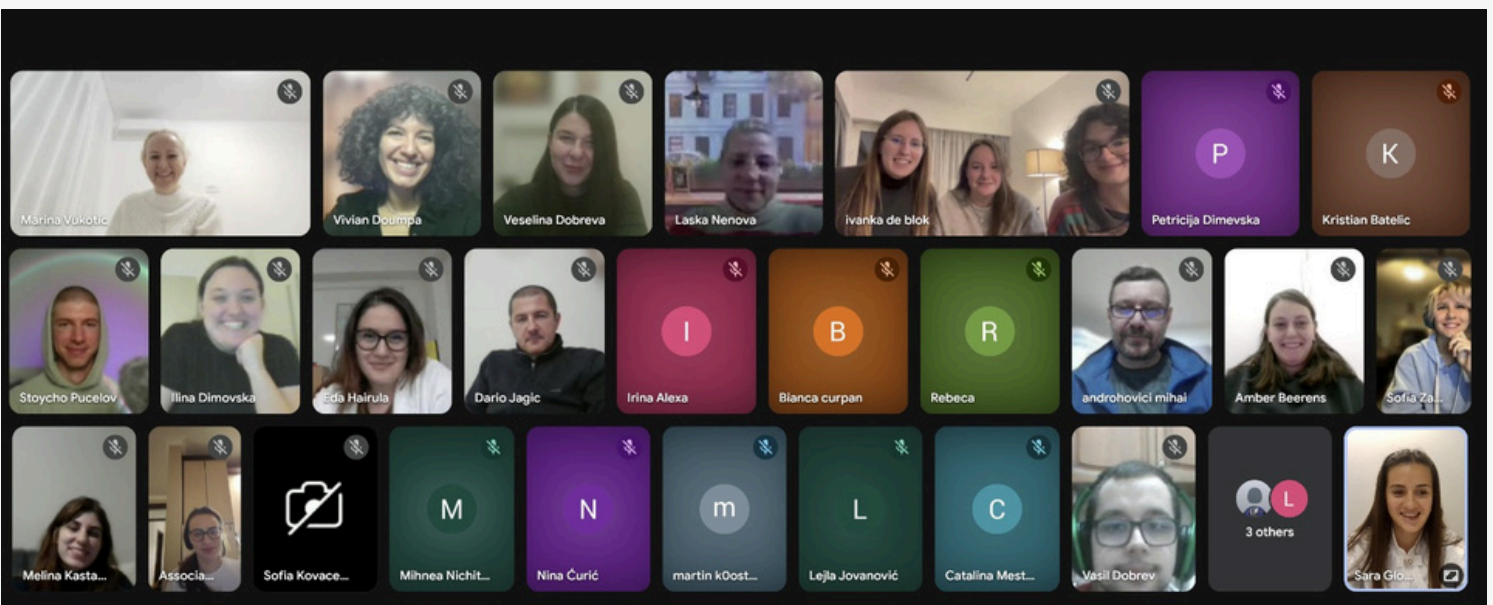 Marina Vukotic
Vivian Doumpa
Veselina Dobreva
Laska Nenova
ivanka de blok
P
Petricija Dimevska
K
Kristian Batelic
Stoycho Pucelov
Ilina Dimovska
Eda Hairula
Dario Jagic
I
Irina Alexa
B
Bianca curpan
R
Rebeca
androhovici mihai
Amber Beerens
Sofia Za...
Melina Kasta...
Associa...
Sofia Kovace...
M
Mihnea Nichit...
N
Nina Ćurić
m
martin k0ost...
L
Lejla Jovanović
C
Catalina Mest...
Vasil Dobrev
L
3 others
Sara Glo...